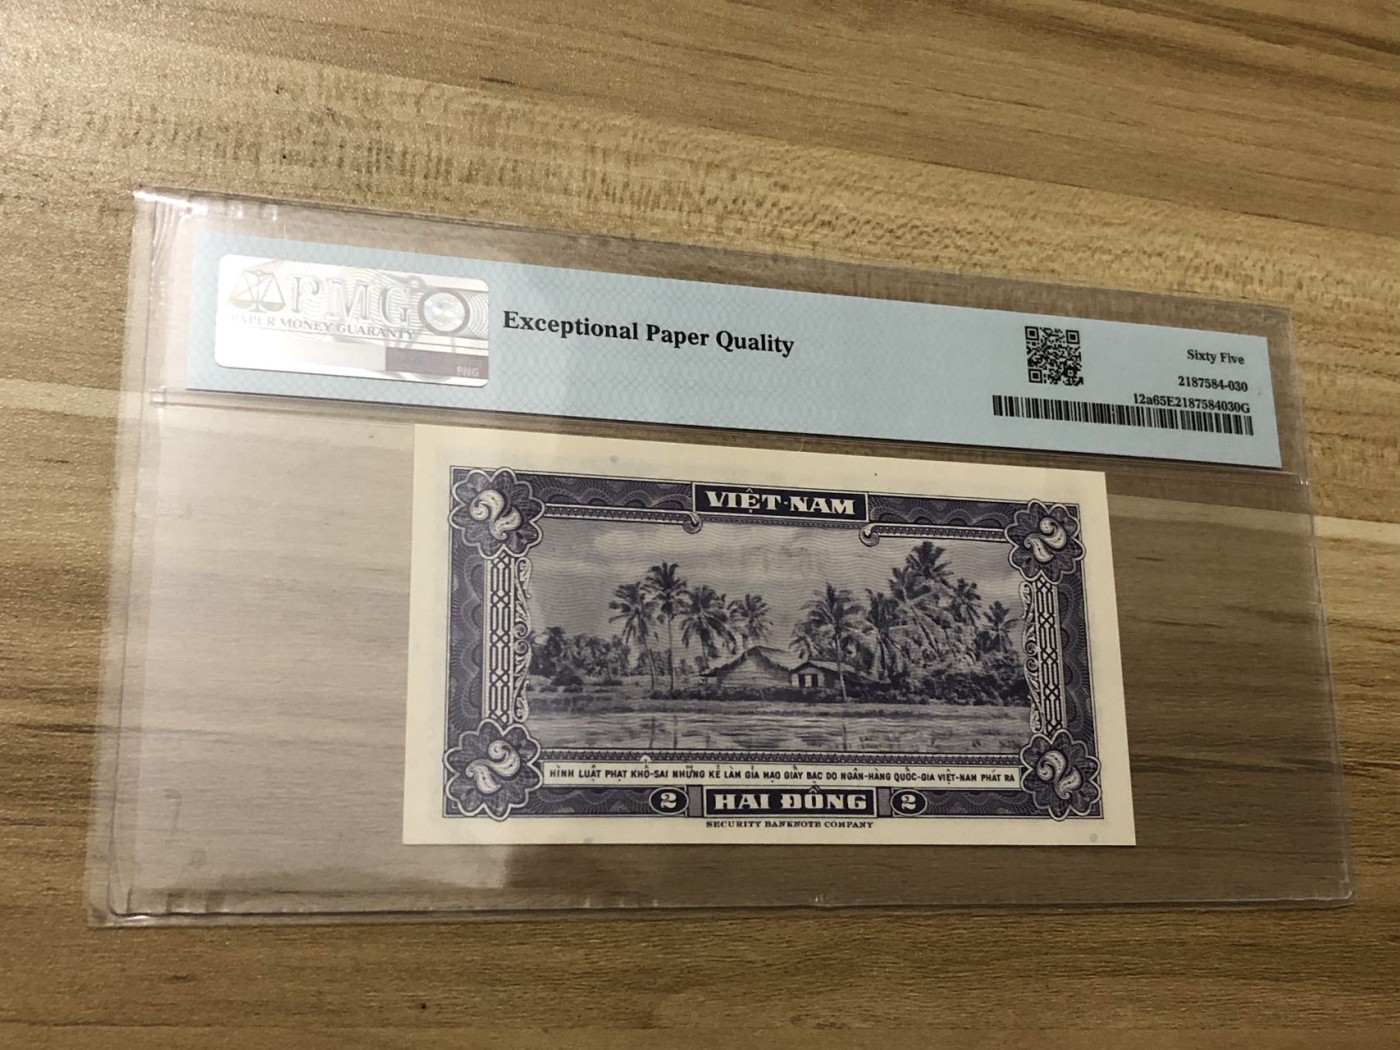 PMG
PAPER MONEY GUARANTY
PNG
Exceptional Paper Quality
Sixty Five
2187584-030
12a65E2187584030G
2
VIỆT-NAM
2
2
HÌNH LUẬT PHẠT KHỔ-SAI NHỮNG KẺ LÀM GIẢ MẠO GIẤY BẠC DO NGÂN-HÀNG QUỐC-GIA VIỆT-NAM PHÁT RA
2
2 HAI ĐỒNG 2
SECURITY BANKNOTE COMPANY